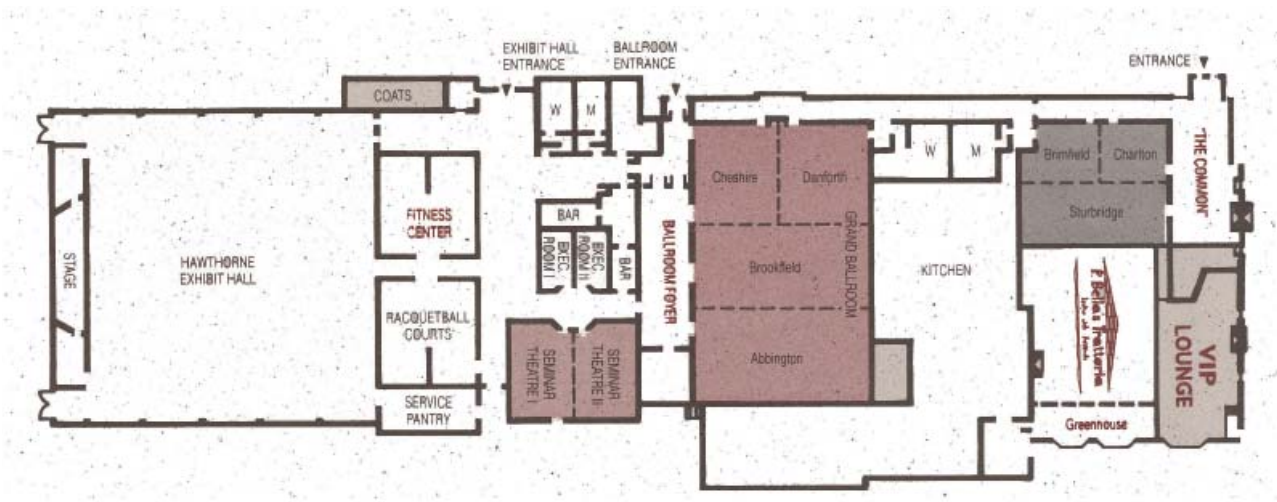 EXHIBIT HALL
ENTRANCE
BALLROOM
ENTRANCE
ENTRANCE
COATS
W
M
W
M
Cheshire
Danforth
Brimfield
Charlton
Sturbridge
"THE COMMON"
FITNESS
CENTER
BAR
EXEC.
ROOM I
EXEC.
ROOM II
BAR
BALLROOM FOYER
GRAND BALLROOM
Brookfield
Abbington
KITCHEN
STAGE
HAWTHORNE
EXHIBIT HALL
RACQUETBALL
COURTS
SEMINAR
THEATRE I
SEMINAR
THEATRE II
SERVICE
PANTRY
Trattoria
VIP
LOUNGE
Greenhouse